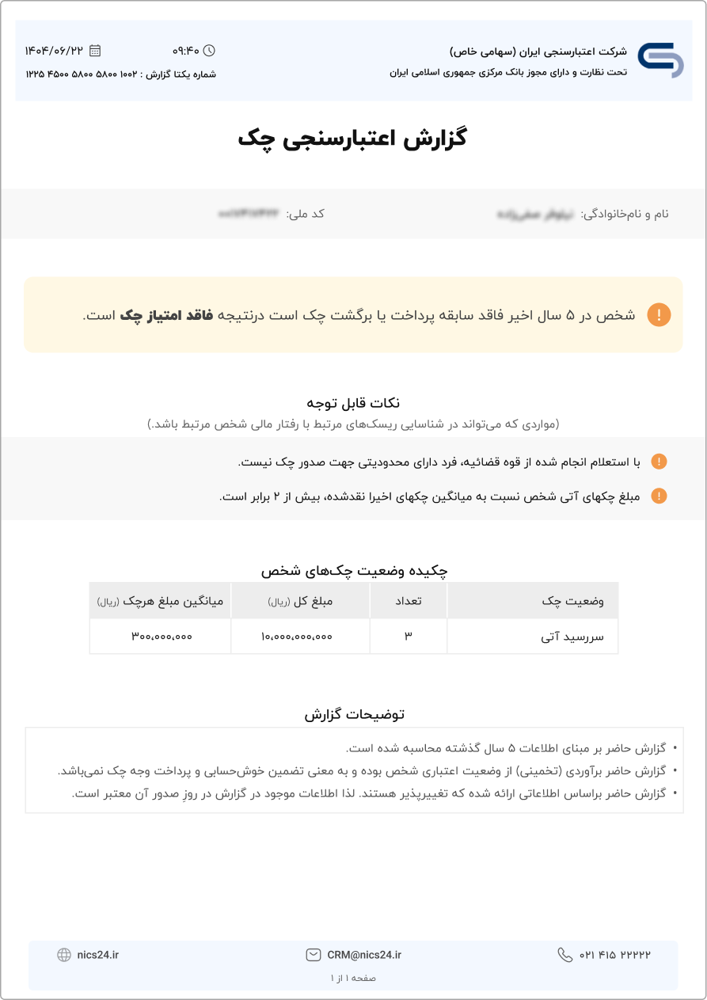 شرکت اعتبارسنجی ایران (سهامی خاص)
تحت نظارت و دارای مجوز بانک مرکزی جمهوری اسلامی ایران
۰۹:۴۰
۱۴۰۴/۰۶/۲۲
شماره یکتا گزارش : ۱۰۰۲ ۵۸۰۰ ۵۸۰۰ ۴۵۰۰ ۱۲۲۵
گزارش اعتبارسنجی چک
نام و نام‌خانوادگی:
کد ملی:
شخص در ۵ سال اخیر فاقد سابقه پرداخت یا برگشت چک است درنتیجه فاقد امتیاز چک است.
نکات قابل توجه
(مواردی که می‌تواند در شناسایی ریسک‌های مرتبط با رفتار مالی شخص مرتبط باشد.)
با استعلام انجام شده از قوه قضائیه، فرد دارای محدودیتی جهت صدور چک نیست.
مبلغ چکهای آتی شخص نسبت به میانگین چکهای اخیرا نقدشده، بیش از ۲ برابر است.
چکیده وضعیت چک‌های شخص
وضعیت چک تعداد مبلغ کل (ریال) میانگین مبلغ هرچک (ریال)
سررسید آتی ۳ ۱۰،۰۰۰،۰۰۰،۰۰۰ ۳۰۰،۰۰۰،۰۰۰
توضیحات گزارش
• گزارش حاضر بر مبنای اطلاعات ۵ سال گذشته محاسبه شده است.
• گزارش حاضر برآوردی (تخمینی) از وضعیت اعتباری شخص بوده و به معنی تضمین خوش‌حسابی و پرداخت وجه چک نمی‌باشد.
• گزارش حاضر براساس اطلاعاتی ارائه شده که تغییرپذیر هستند. لذا اطلاعات موجود در گزارش در روزِ صدور آن معتبر است.
۰۲۱ ۴۱۵ ۲۲۲۲۲
CRM@nics24.ir
nics24.ir
صفحه ۱ از ۱